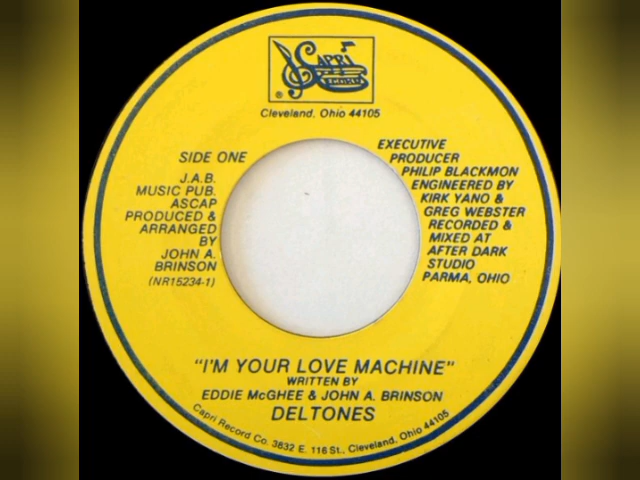 CAPRI
RECORDS
®
Cleveland, Ohio 44105
SIDE ONE
J.A.B.
MUSIC PUB.
ASCAP
PRODUCED &
ARRANGED
BY
JOHN A.
BRINSON
(NR15234-1)
EXECUTIVE
PRODUCER
PHILIP BLACKMON
ENGINEERED BY
KIRK YANO &
GREG WEBSTER
RECORDED &
MIXED AT
AFTER DARK
STUDIO
PARMA, OHIO
"I'M YOUR LOVE MACHINE"
WRITTEN BY
EDDIE McGHEE & JOHN A. BRINSON
DELTONES
Capri Record Co. 3832 E. 116 St., Cleveland, Ohio 44105